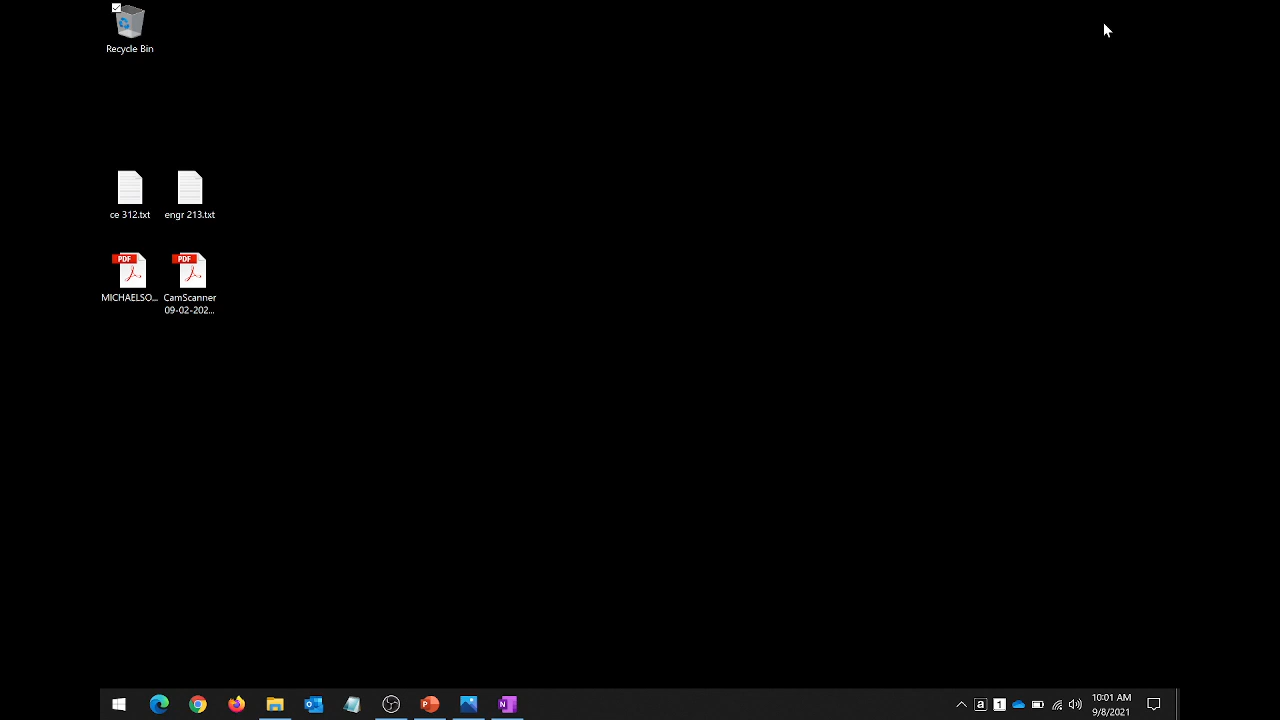 Recycle Bin
ce 312.txt
engr 213.txt
PDF
PDF
MICHAELSO...
CamScanner
09-02-202...
10:01 AM
9/8/2021